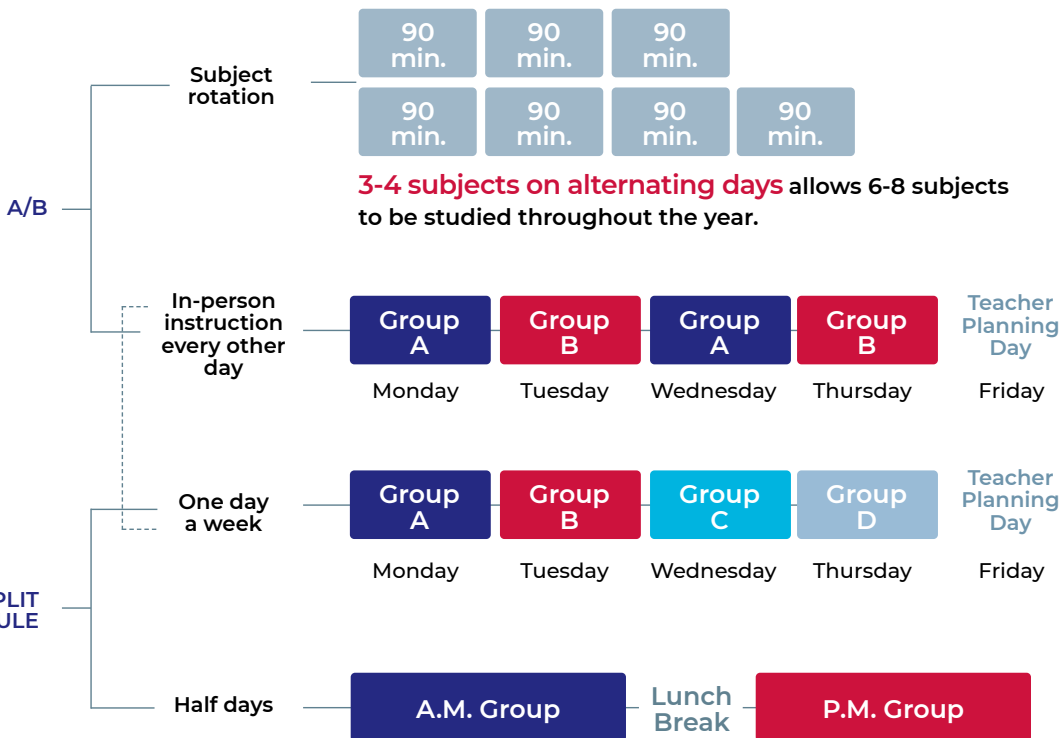 90 min.
90 min.
90 min.
Subject
rotation
90 min.
90 min.
90 min.
90 min.
3-4 subjects on alternating days allows 6-8 subjects
to be studied throughout the year.
A/B
In-person
instruction
every other
day
Group A
Group B
Group A
Group B
Teacher
Planning
Day
Monday
Tuesday
Wednesday
Thursday
Friday
One day
a week
Group A
Group B
Group C
Group D
Teacher
Planning
Day
Monday
Tuesday
Wednesday
Thursday
Friday
PLIT
ULE
Half days
A.M. Group
Lunch
Break
P.M. Group